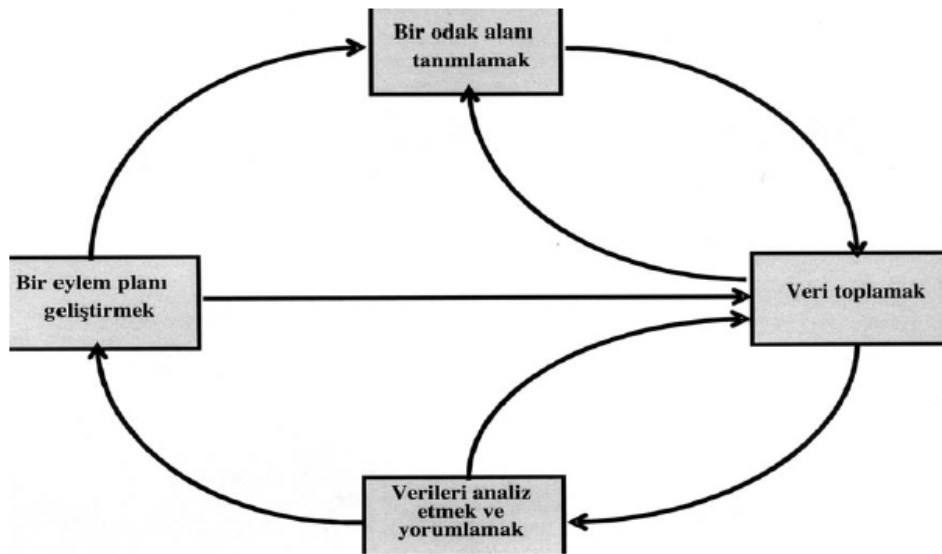 Bir odak alanı
tanımlamak
Bir eylem planı
geliştirmek
Veri toplamak
Verileri analiz
etmek ve
yorumlamak